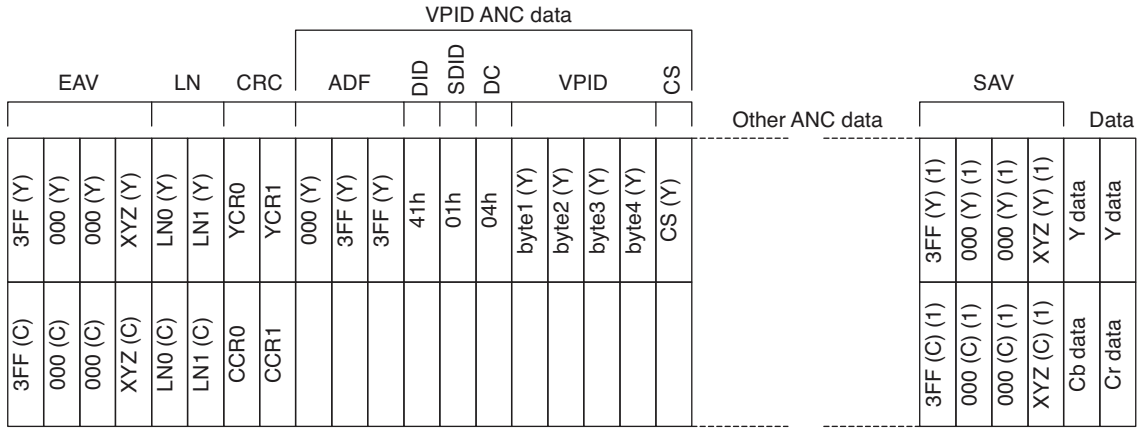 VPID ANC data
EAV
LN
CRC
ADF
DID
SDID
DC
VPID
CS
Other ANC data
SAV
Data
3FF (Y)
000 (Y)
000 (Y)
XYZ (Y)
LN0 (Y)
LN1 (Y)
YCR0
YCR1
000 (Y)
3FF (Y)
3FF (Y)
41h
01h
04h
byte1 (Y)
byte2 (Y)
byte3 (Y)
byte4 (Y)
CS (Y)
3FF (Y) (1)
000 (Y) (1)
000 (Y) (1)
XYZ (Y) (1)
Y data
Y data
3FF (C)
000 (C)
000 (C)
XYZ (C)
LN0 (C)
LN1 (C)
CCR0
CCR1
3FF (C) (1)
000 (C) (1)
000 (C) (1)
XYZ (C) (1)
Cb data
Cr data